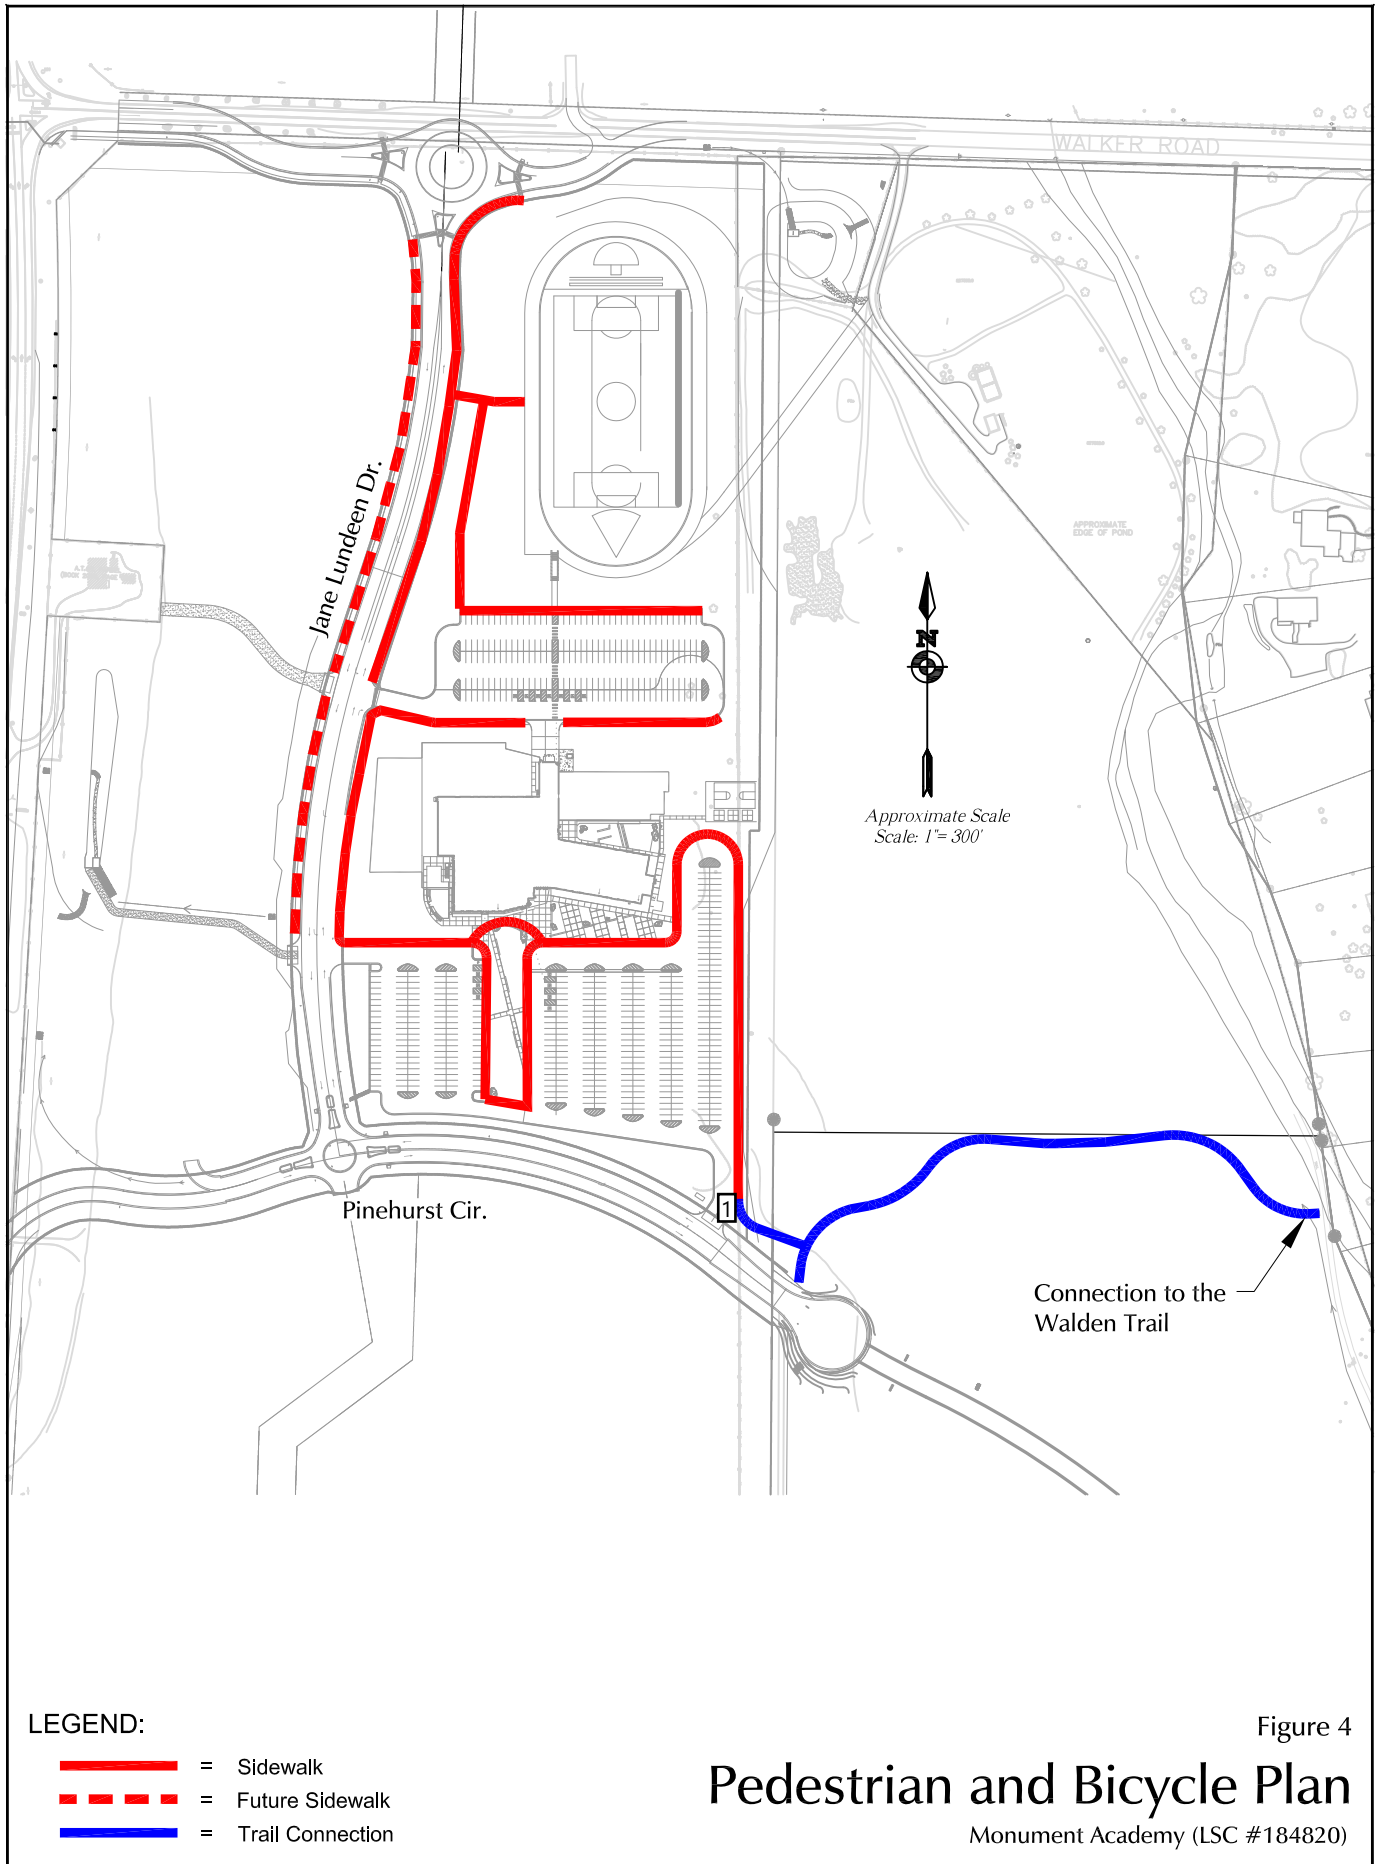 WALKER ROAD
Jane Lundeen Dr.
APPROXIMATE
EDGE OF POND
N
Approximate Scale
Scale: 1"= 300'
1
Pinehurst Cir.
Connection to the
Walden Trail
LEGEND:
= Sidewalk
= Future Sidewalk
= Trail Connection
Figure 4
Pedestrian and Bicycle Plan
Monument Academy (LSC #184820)